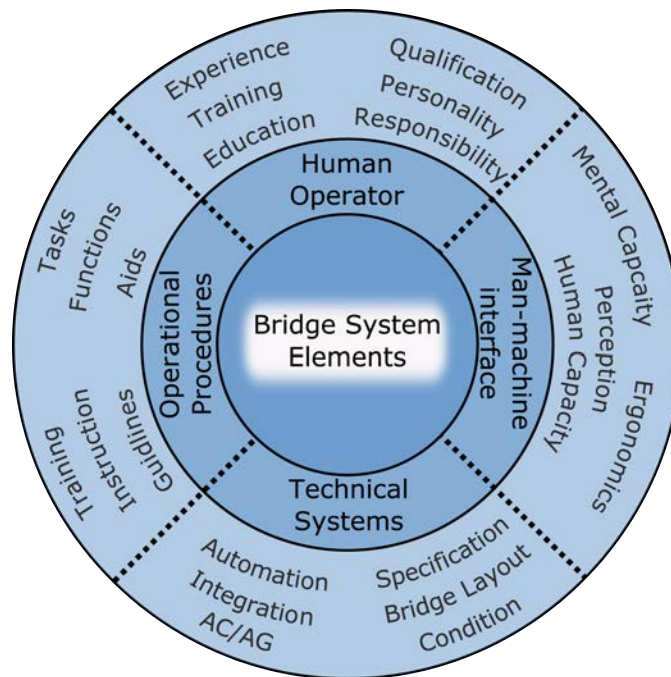 Bridge System
Elements
Human
Operator
Experience
Training
Education
Qualification
Personality
Responsibility
Man-machine
interface
Mental Capcaity
Perception
Human Capacity
Ergonomics
Technical
Systems
Specification
Bridge Layout
Condition
Automation
Integration
AC/AG
Operational
Procedures
Tasks
Functions
Aids
Training
Instruction
Guidlines